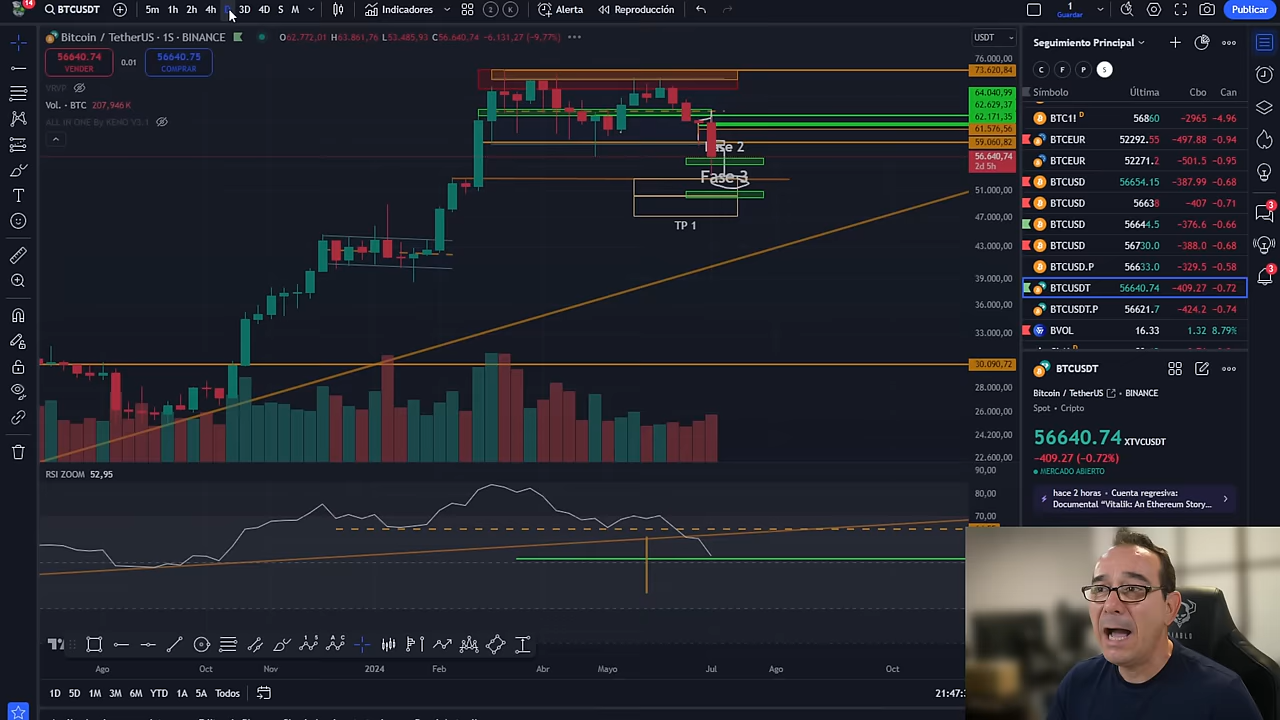 BTCUSDT 5m 1h 2h 4h D 3D 4D S M Indicadores 2 K Alerta Reproducción 1 Guardar Publicar
Bitcoin / TetherUS · 1S · BINANCE O62.772,01 H63.861,76 L53.485,93 C56.640,74 −6.131,27 (−9,77%)
56640.74 VENDER 0.01 56640.75 COMPRAR
VRVP
Vol. · BTC 207,946 K
ALL IN ONE By KENO V3.1
Fase 2
Fase 3
TP 1
USDT
76.000,00
73.620,84
64.040,99
62.629,37
62.171,35
61.576,56
59.060,82
56.640,74
2d 5h
51.000,00
47.000,00
43.000,00
39.000,00
36.000,00
33.000,00
30.090,72
28.000,00
26.000,00
24.200,00
22.600,00
RSI ZOOM 52,95
90,00
80,00
70,00
Ago Oct Nov 2024 Feb Abr Mayo Jul Ago Oct
1D 5D 1M 3M 6M YTD 1A 5A Todos
21:47:3
Seguimiento Principal
C F P S
Símbolo Última Cbo Can
BTC1! D 56860 −2965 −4.96
BTCEUR 52292.55 −497.88 −0.94
BTCEUR 52271.2 −501.5 −0.95
BTCUSD 56654.15 −387.99 −0.68
BTCUSD 56638 −407 −0.71
BTCUSD 56644.5 −376.6 −0.66
BTCUSD 56730.0 −388.0 −0.68
BTCUSD.P 56633.0 −329.5 −0.58
BTCUSDT 56640.74 −409.27 −0.72
BTCUSDT.P 56621.7 −424.2 −0.74
BVOL 16.33 1.32 8.79%
BTCUSDT
Bitcoin / TetherUS BINANCE
Spot · Cripto
56640.74 XTVCUSDT
−409.27 (−0.72%)
MERCADO ABIERTO
hace 2 horas · Cuenta regresiva:
Documental “Vitalik: An Ethereum Story...